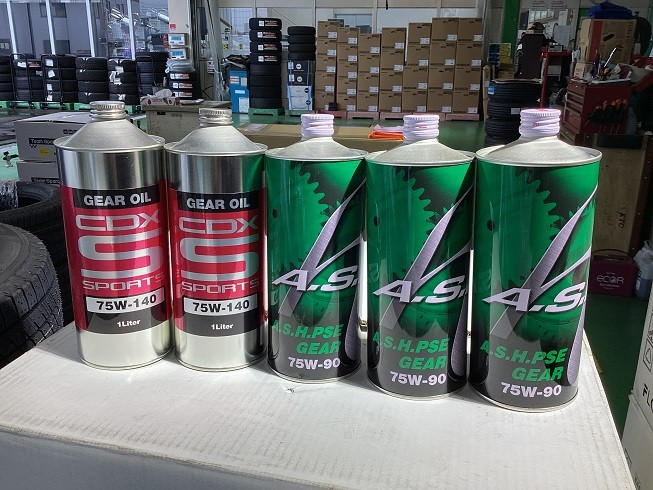 GEAR OIL
CDX
S
SPORTS
75W-140
1Liter
GEAR OIL
CDX
S
SPORTS
75W-140
1Liter
A.S.
A.S.H.PSE
GEAR
75W-90
A.S.
A.S.H.PSE
GEAR
75W-90
A.S.
A.S.H.PSE
GEAR
75W-90
ECOR